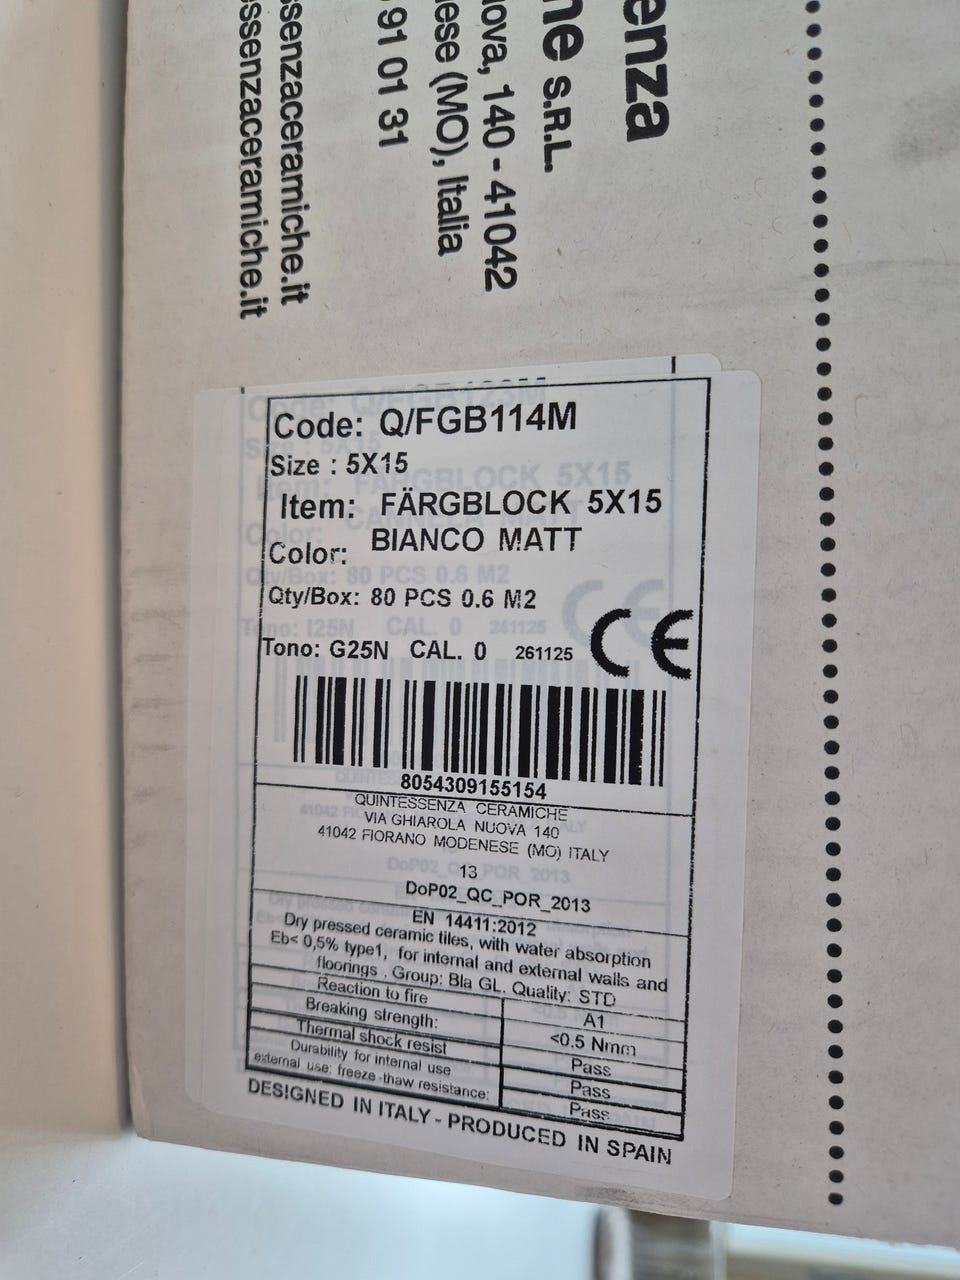 enza
ne S.R.L.
ova, 140 - 41042
ese (MO), Italia
91 01 31
ssenzaceramiche.it
essenzaceramiche.it
Code: Q/FGB123M
Code: Q/FGB114M
Size : 5X15
Item: FÄRGBLOCK 5X15
Color: BIANCO MATT
Qty/Box: 80 PCS 0.6 M2
Tono: G25N CAL. 0 261125 CE
8054309155154
QUINTESSENZA CERAMICHE
VIA GHIAROLA NUOVA 140
41042 FIORANO MODENESE (MO) ITALY
13
DoP02_QC_POR_2013
EN 14411:2012
Dry pressed ceramic tiles, with water absorption
Eb< 0,5% type1, for internal and external walls and
floorings . Group: Bla GL. Quality: STD
Reaction to fire A1
Breaking strength: <0.5 Nmm
Thermal shock resist Pass
Durability for internal use Pass
external use: freeze -thaw resistance: Pass
DESIGNED IN ITALY - PRODUCED IN SPAIN